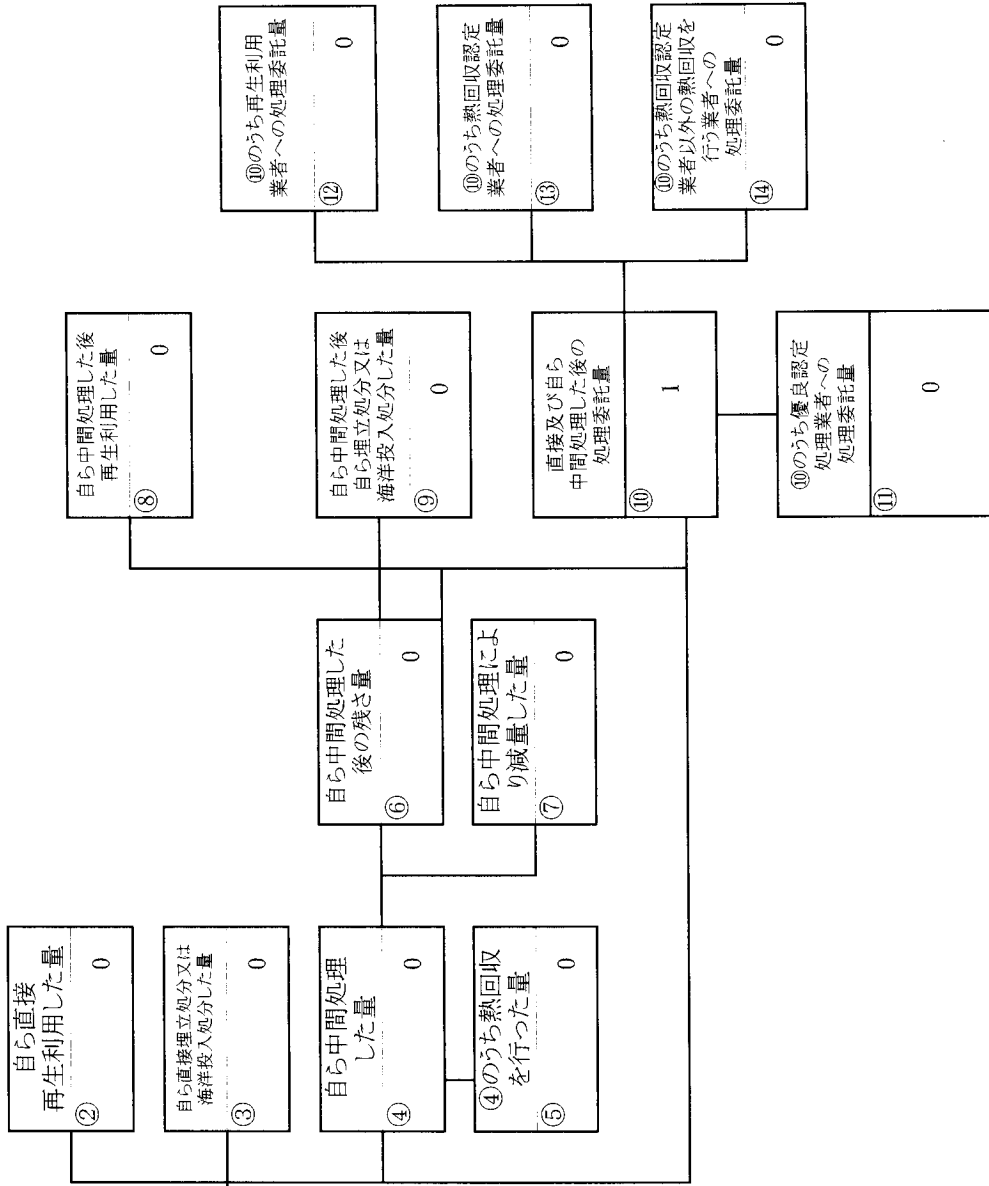 自ら直接
再生利用した量
②
0
自ら直接埋立処分又は
海洋投入処分した量
③
0
自ら中間処理
した量
④
0
④のうち熱回収
を行った量
⑤
0
自ら中間処理した
後の残さ量
⑥
0
自ら中間処理によ
り減量した量
⑦
0
自ら中間処理した後
再生利用した量
⑧
0
自ら中間処理した後
自ら埋立処分又は
海洋投入処分した量
⑨
0
直接及び自ら
中間処理した後の
処理委託量
⑩
1
⑩のうち優良認定
処理業者への
処理委託量
⑪
0
⑩のうち再生利用
業者への処理委託量
⑫
0
⑩のうち熱回収認定
業者への処理委託量
⑬
0
⑩のうち熱回収認定
業者以外の熱回収を
行う業者への
処理委託量
⑭
0